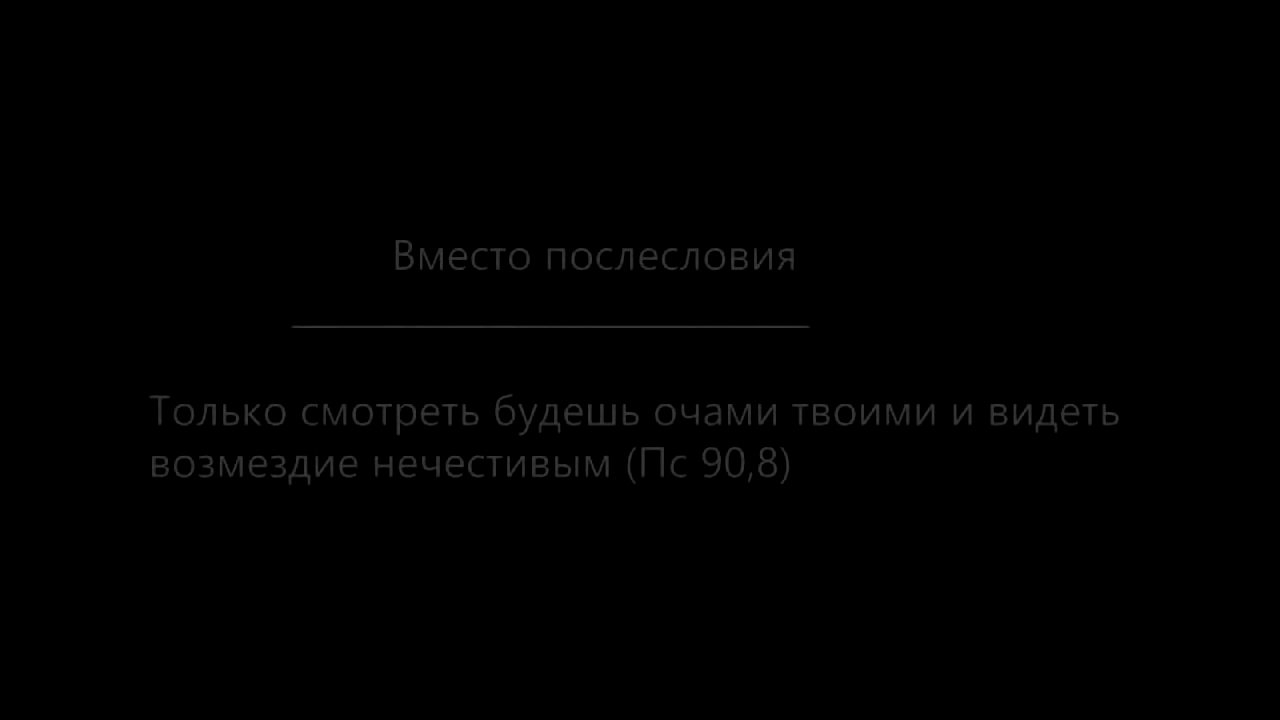 Вместо послесловия
Только смотреть будешь очами твоими и видеть
возмездие нечестивым (Пс 90,8)